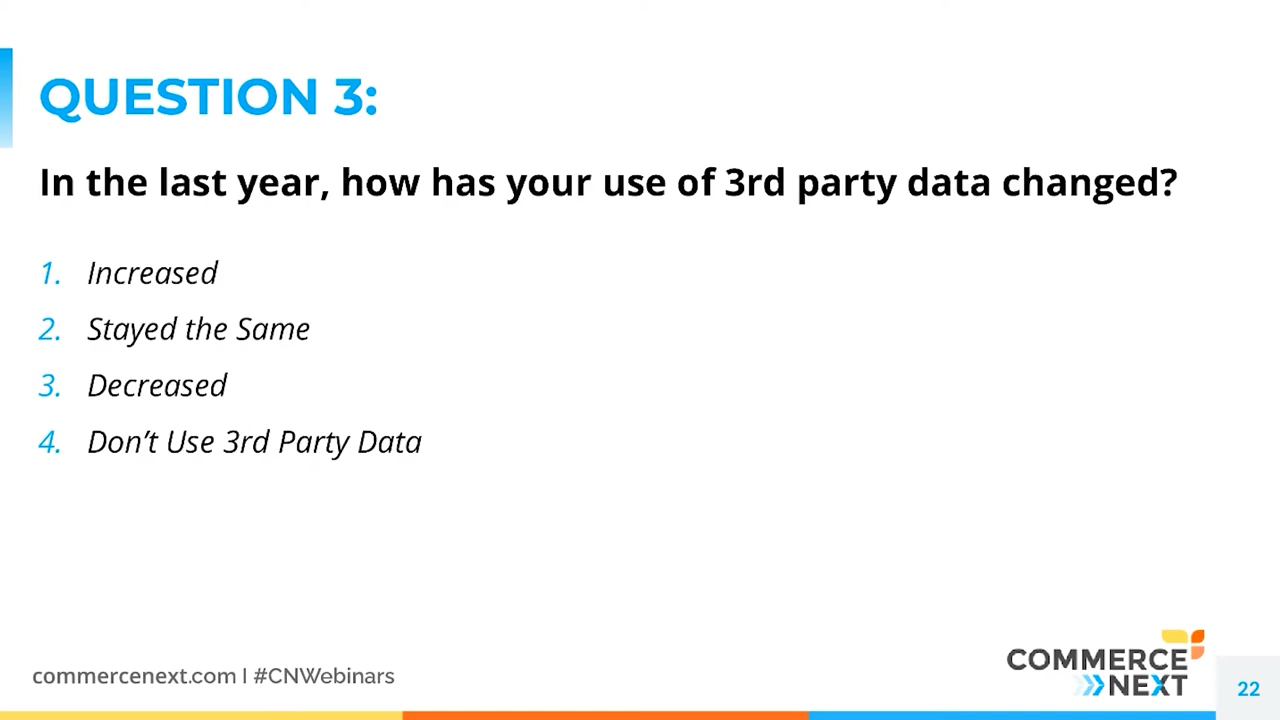 QUESTION 3:
In the last year, how has your use of 3rd party data changed?
1. Increased
2. Stayed the Same
3. Decreased
4. Don’t Use 3rd Party Data
commercenext.com | #CNWebinars
COMMERCE
NEXT
22